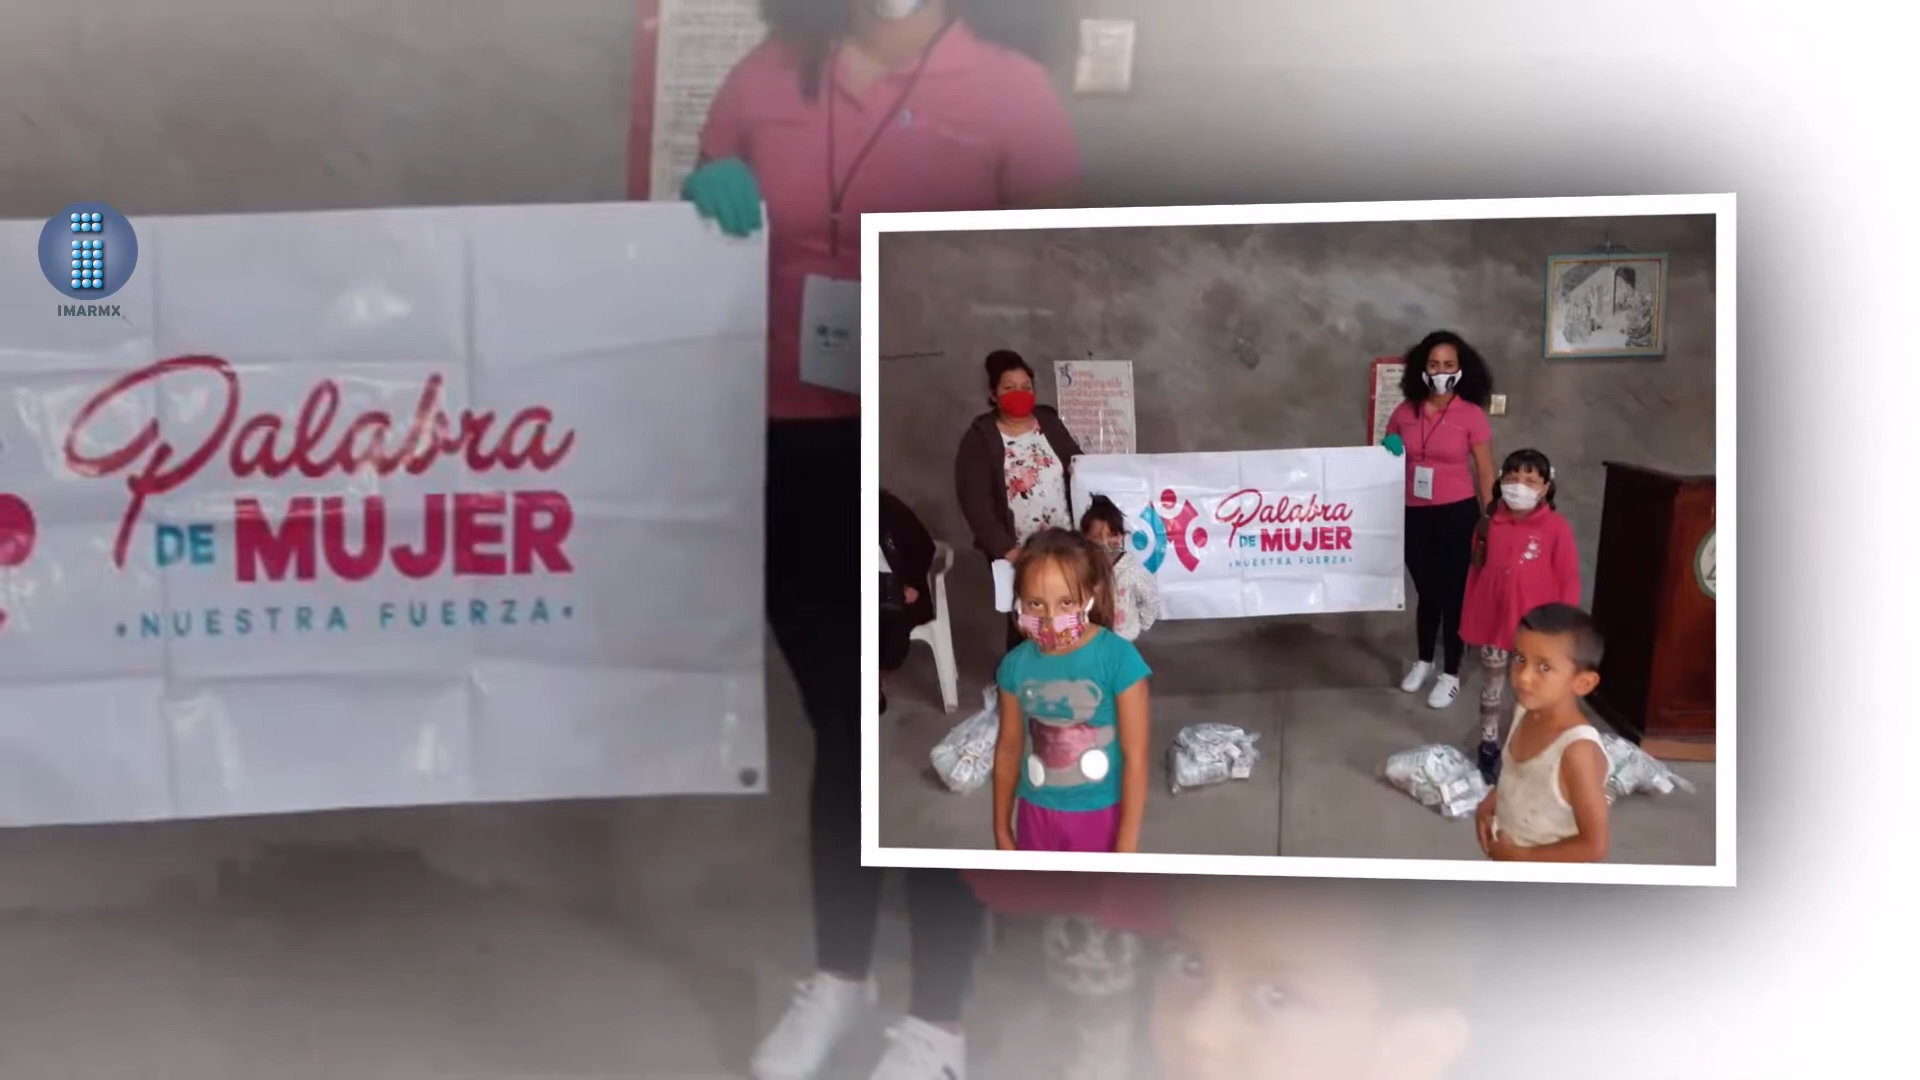 IMARMX
Palabra
DE MUJER
•NUESTRA FUERZA•
Palabra
DE MUJER
•NUESTRA FUERZA•